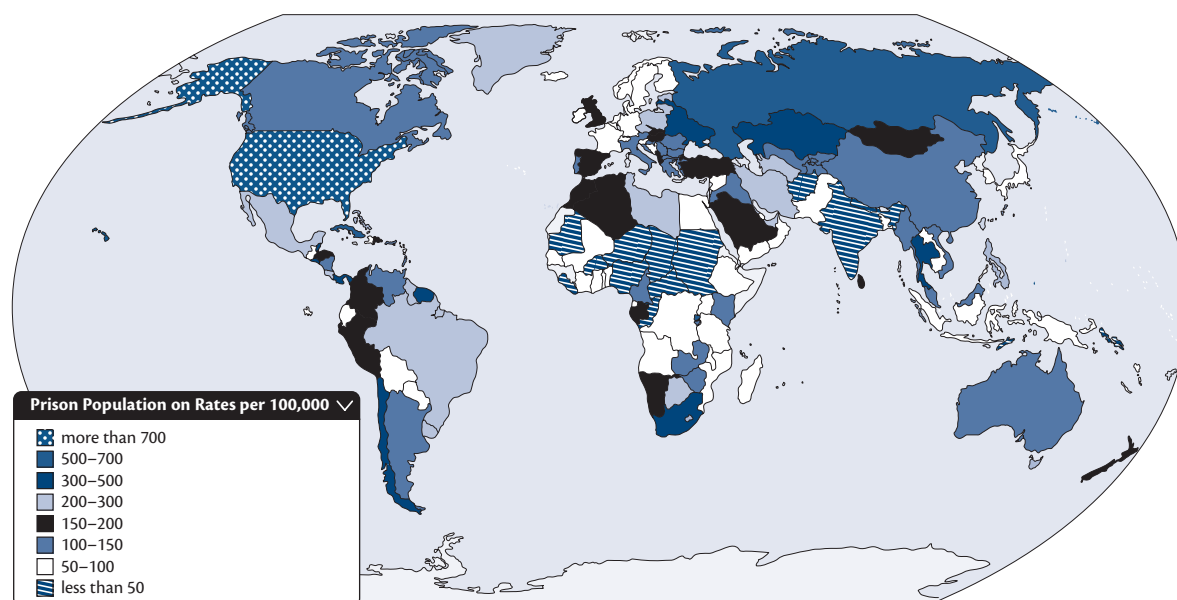 Prison Population on Rates per 100,000
more than 700
500–700
300–500
200–300
150–200
100–150
50–100
less than 50